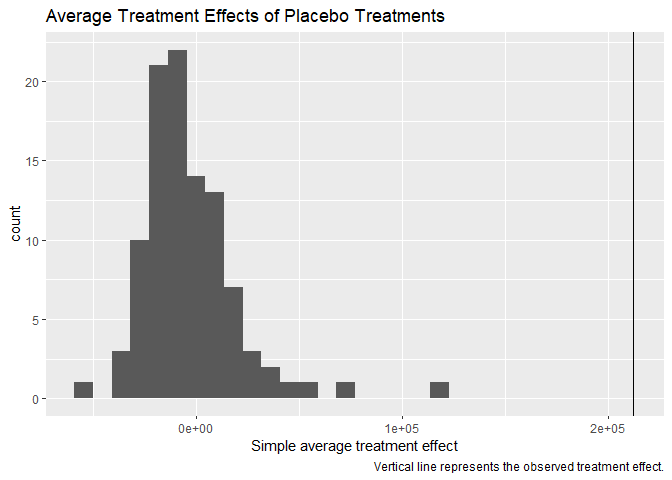 Average Treatment Effects of Placebo Treatments
count
20
15
10
5
0
0e+00 1e+05 2e+05
Simple average treatment effect
Vertical line represents the observed treatment effect.